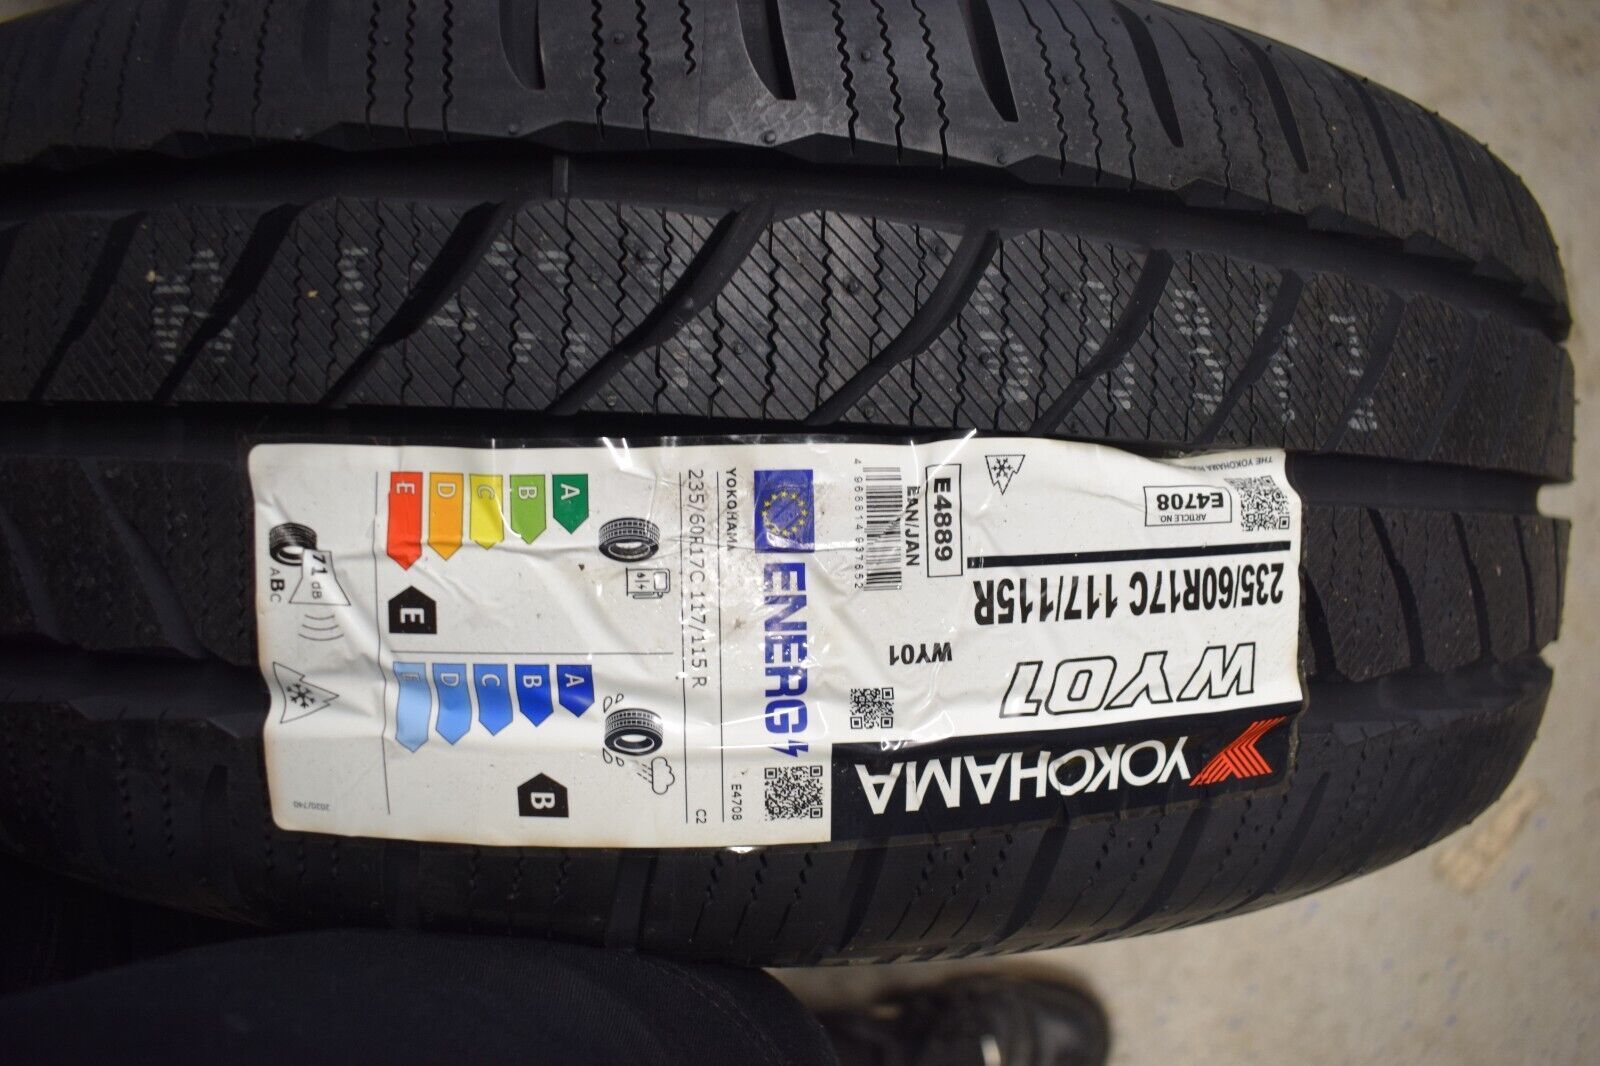 YOKOHAMA
WY01
235/60R17C 117/115R
ARTICLE NO.
E4708
THE YOKOHAMA
E4889
EAN/JAN
4 968814 937652
WY01
ENERG
YOKOHAMA
E4708
235/60R17C 117/115 R
C2
A
B
C
D
E
E
A
B
C
D
E
B
71 dB
ABC
2020/740